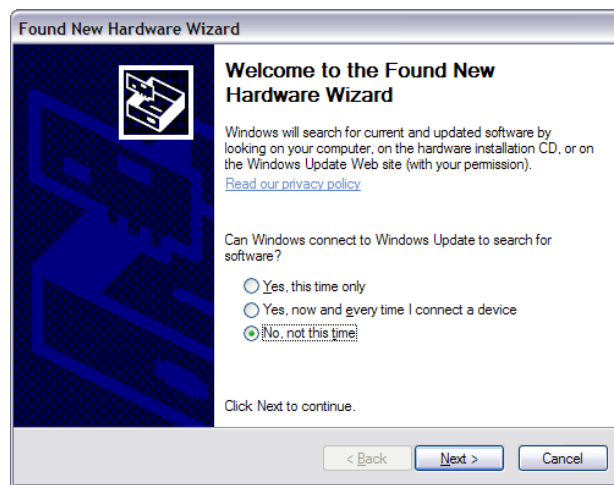 Found New Hardware Wizard
Welcome to the Found New
Hardware Wizard
Windows will search for current and updated software by
looking on your computer, on the hardware installation CD, or on
the Windows Update Web site (with your permission).
Read our privacy policy
Can Windows connect to Windows Update to search for
software?
Yes, this time only
Yes, now and every time I connect a device
No, not this time
Click Next to continue.
< Back
Next >
Cancel